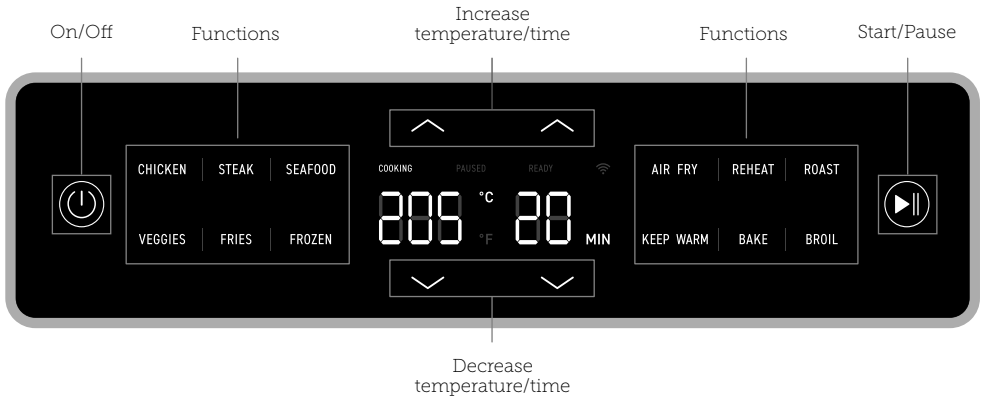 Increase
temperature/time
On/Off
Functions
Functions
Start/Pause
CHICKEN STEAK SEAFOOD
COOKING PAUSED READY
AIR FRY REHEAT ROAST
205 °C 20
°F MIN
VEGGIES FRIES FROZEN
KEEP WARM BAKE BROIL
Decrease
temperature/time